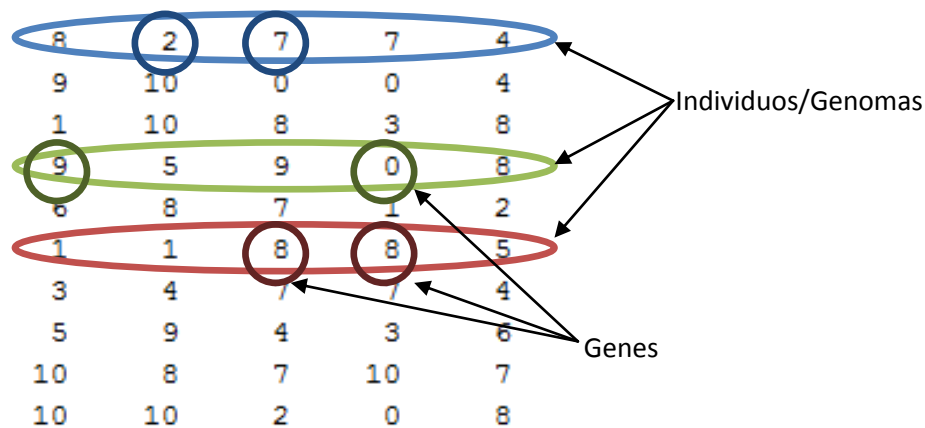 8 2 7 7 4
9 10 0 0 4
1 10 8 3 8
9 5 9 0 8
6 8 7 1 2
1 1 8 8 5
3 4 7 7 4
5 9 4 3 6
10 8 7 10 7
10 10 2 0 8
Individuos/Genomas
Genes